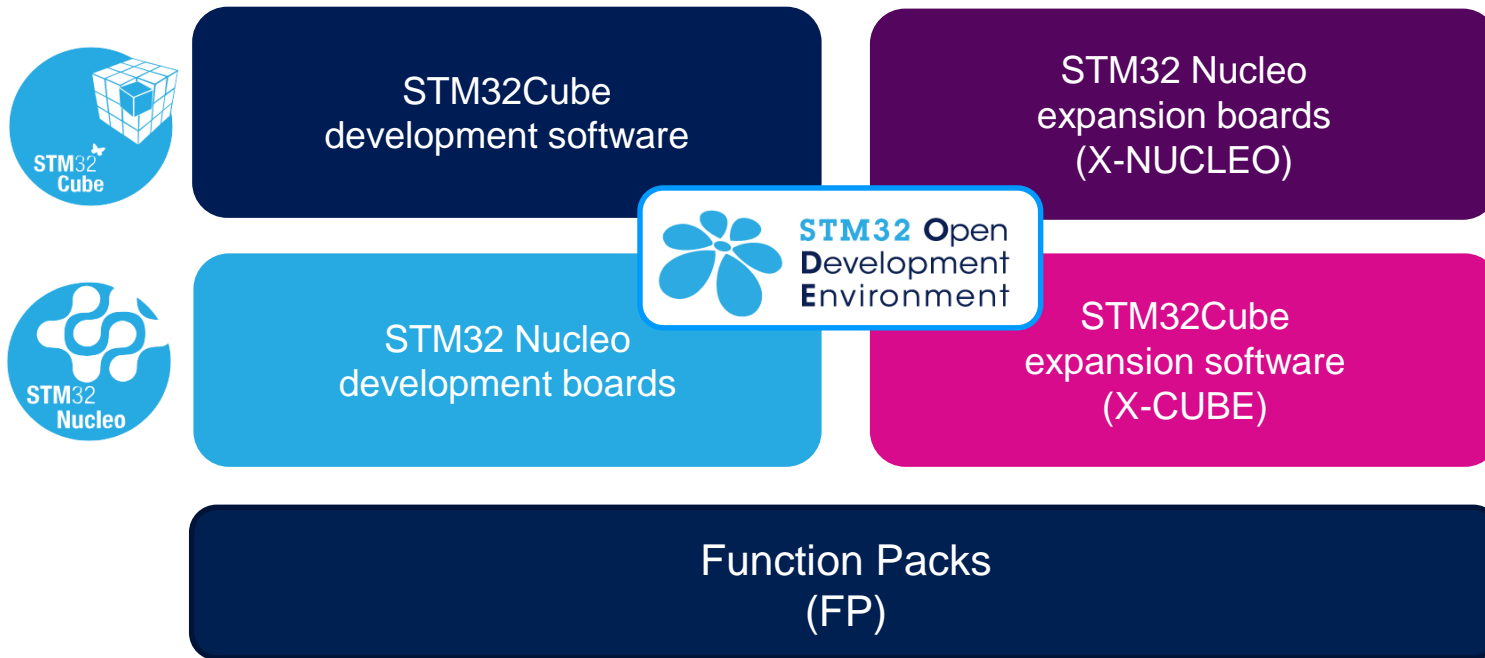 STM32
Cube
STM32Cube
development software
STM32 Nucleo
expansion boards
(X-NUCLEO)
STM32 Open
Development
Environment
STM32
Nucleo
STM32 Nucleo
development boards
STM32Cube
expansion software
(X-CUBE)
Function Packs
(FP)